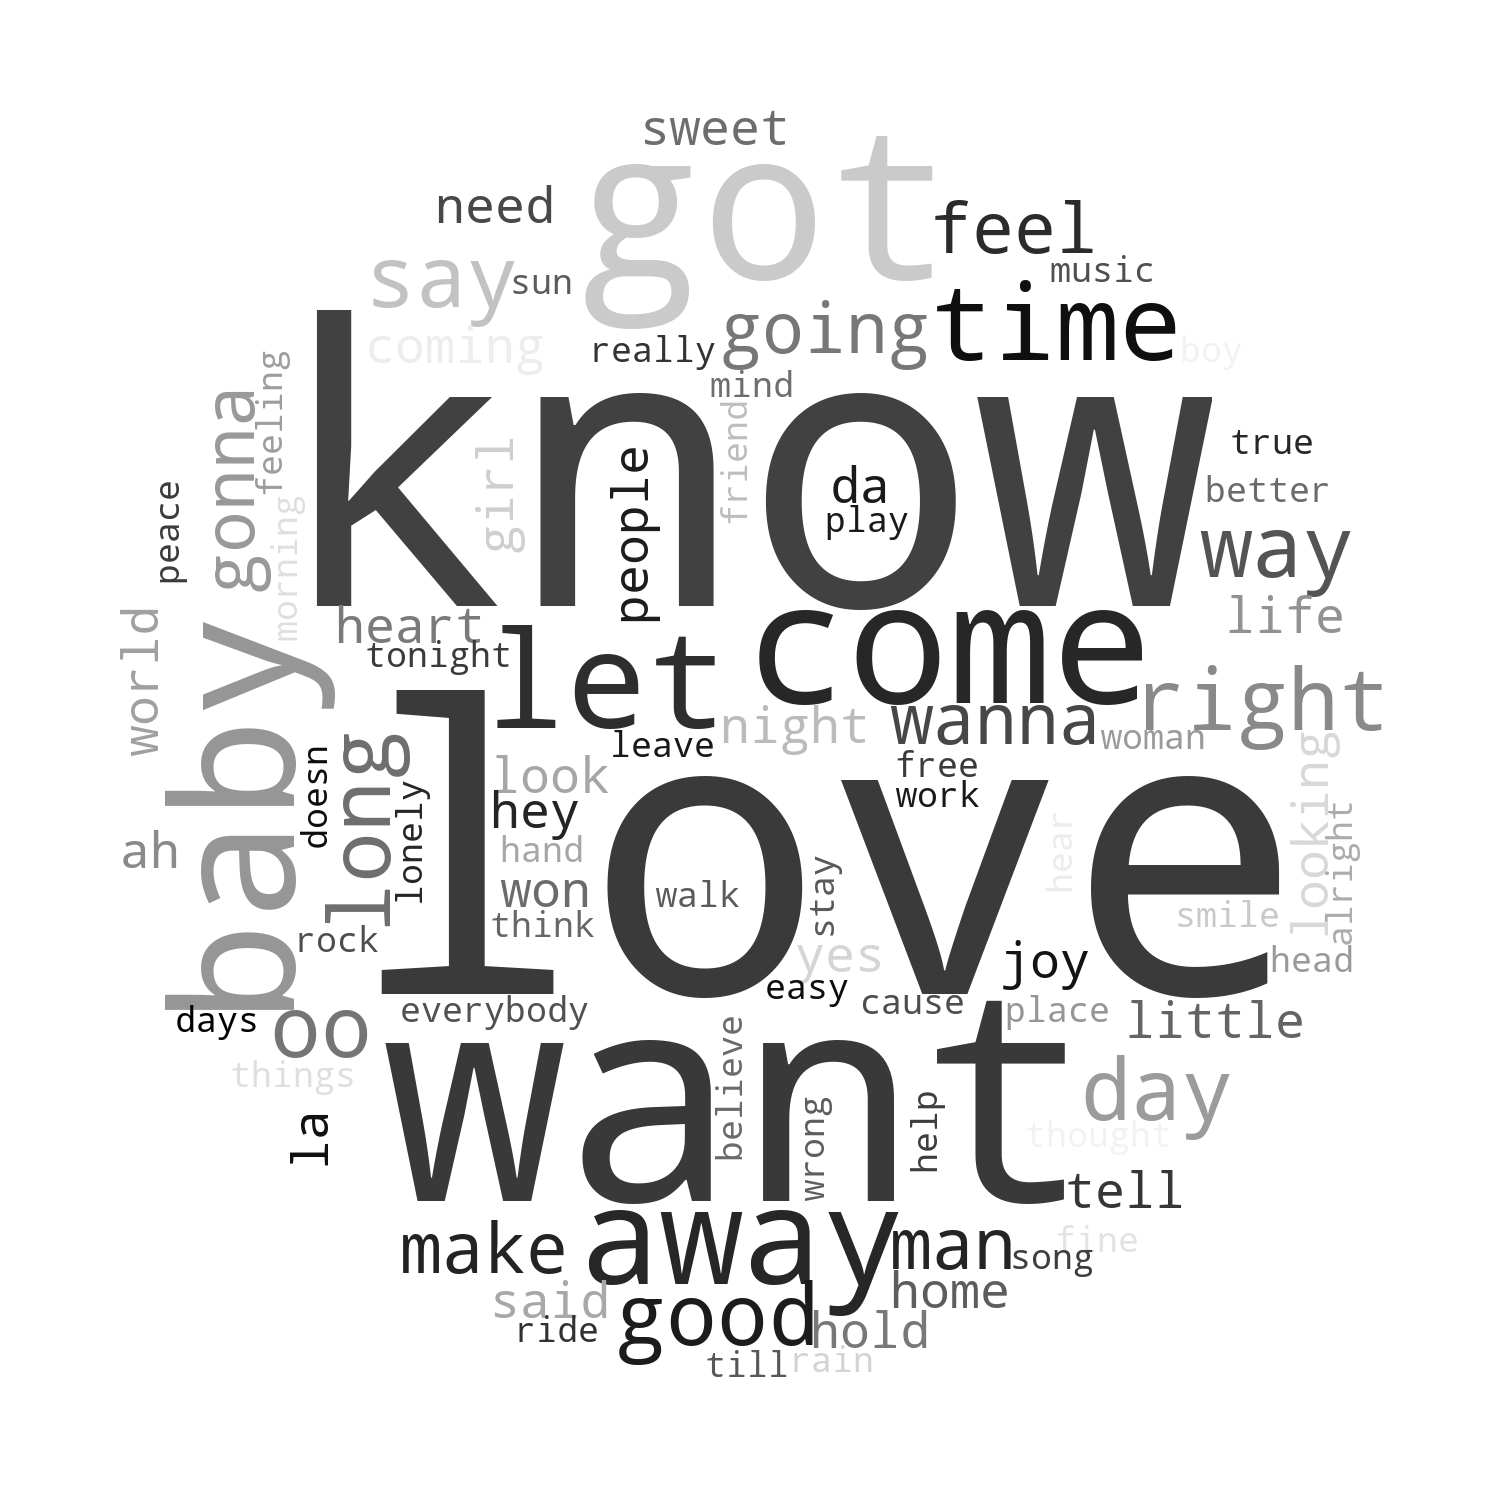 sweet
got
need
feel
say
sun
music
time
going
coming
really
boy
mind
know
gonna
feeling
friend
girl
people
true
da
play
better
peace
morning
way
life
world
baby
heart
tonight
let
come
right
night
wanna
woman
leave
long
doesn
lonely
look
free
work
hey
love
looking
alright
ah
hand
hear
won
walk
stay
think
smile
rock
yes
joy
head
easy
cause
days
oo
everybody
place
little
want
believe
things
day
wrong
help
la
thought
tell
make
away
man
fine
song
home
said
good
ride
hold
till
rain